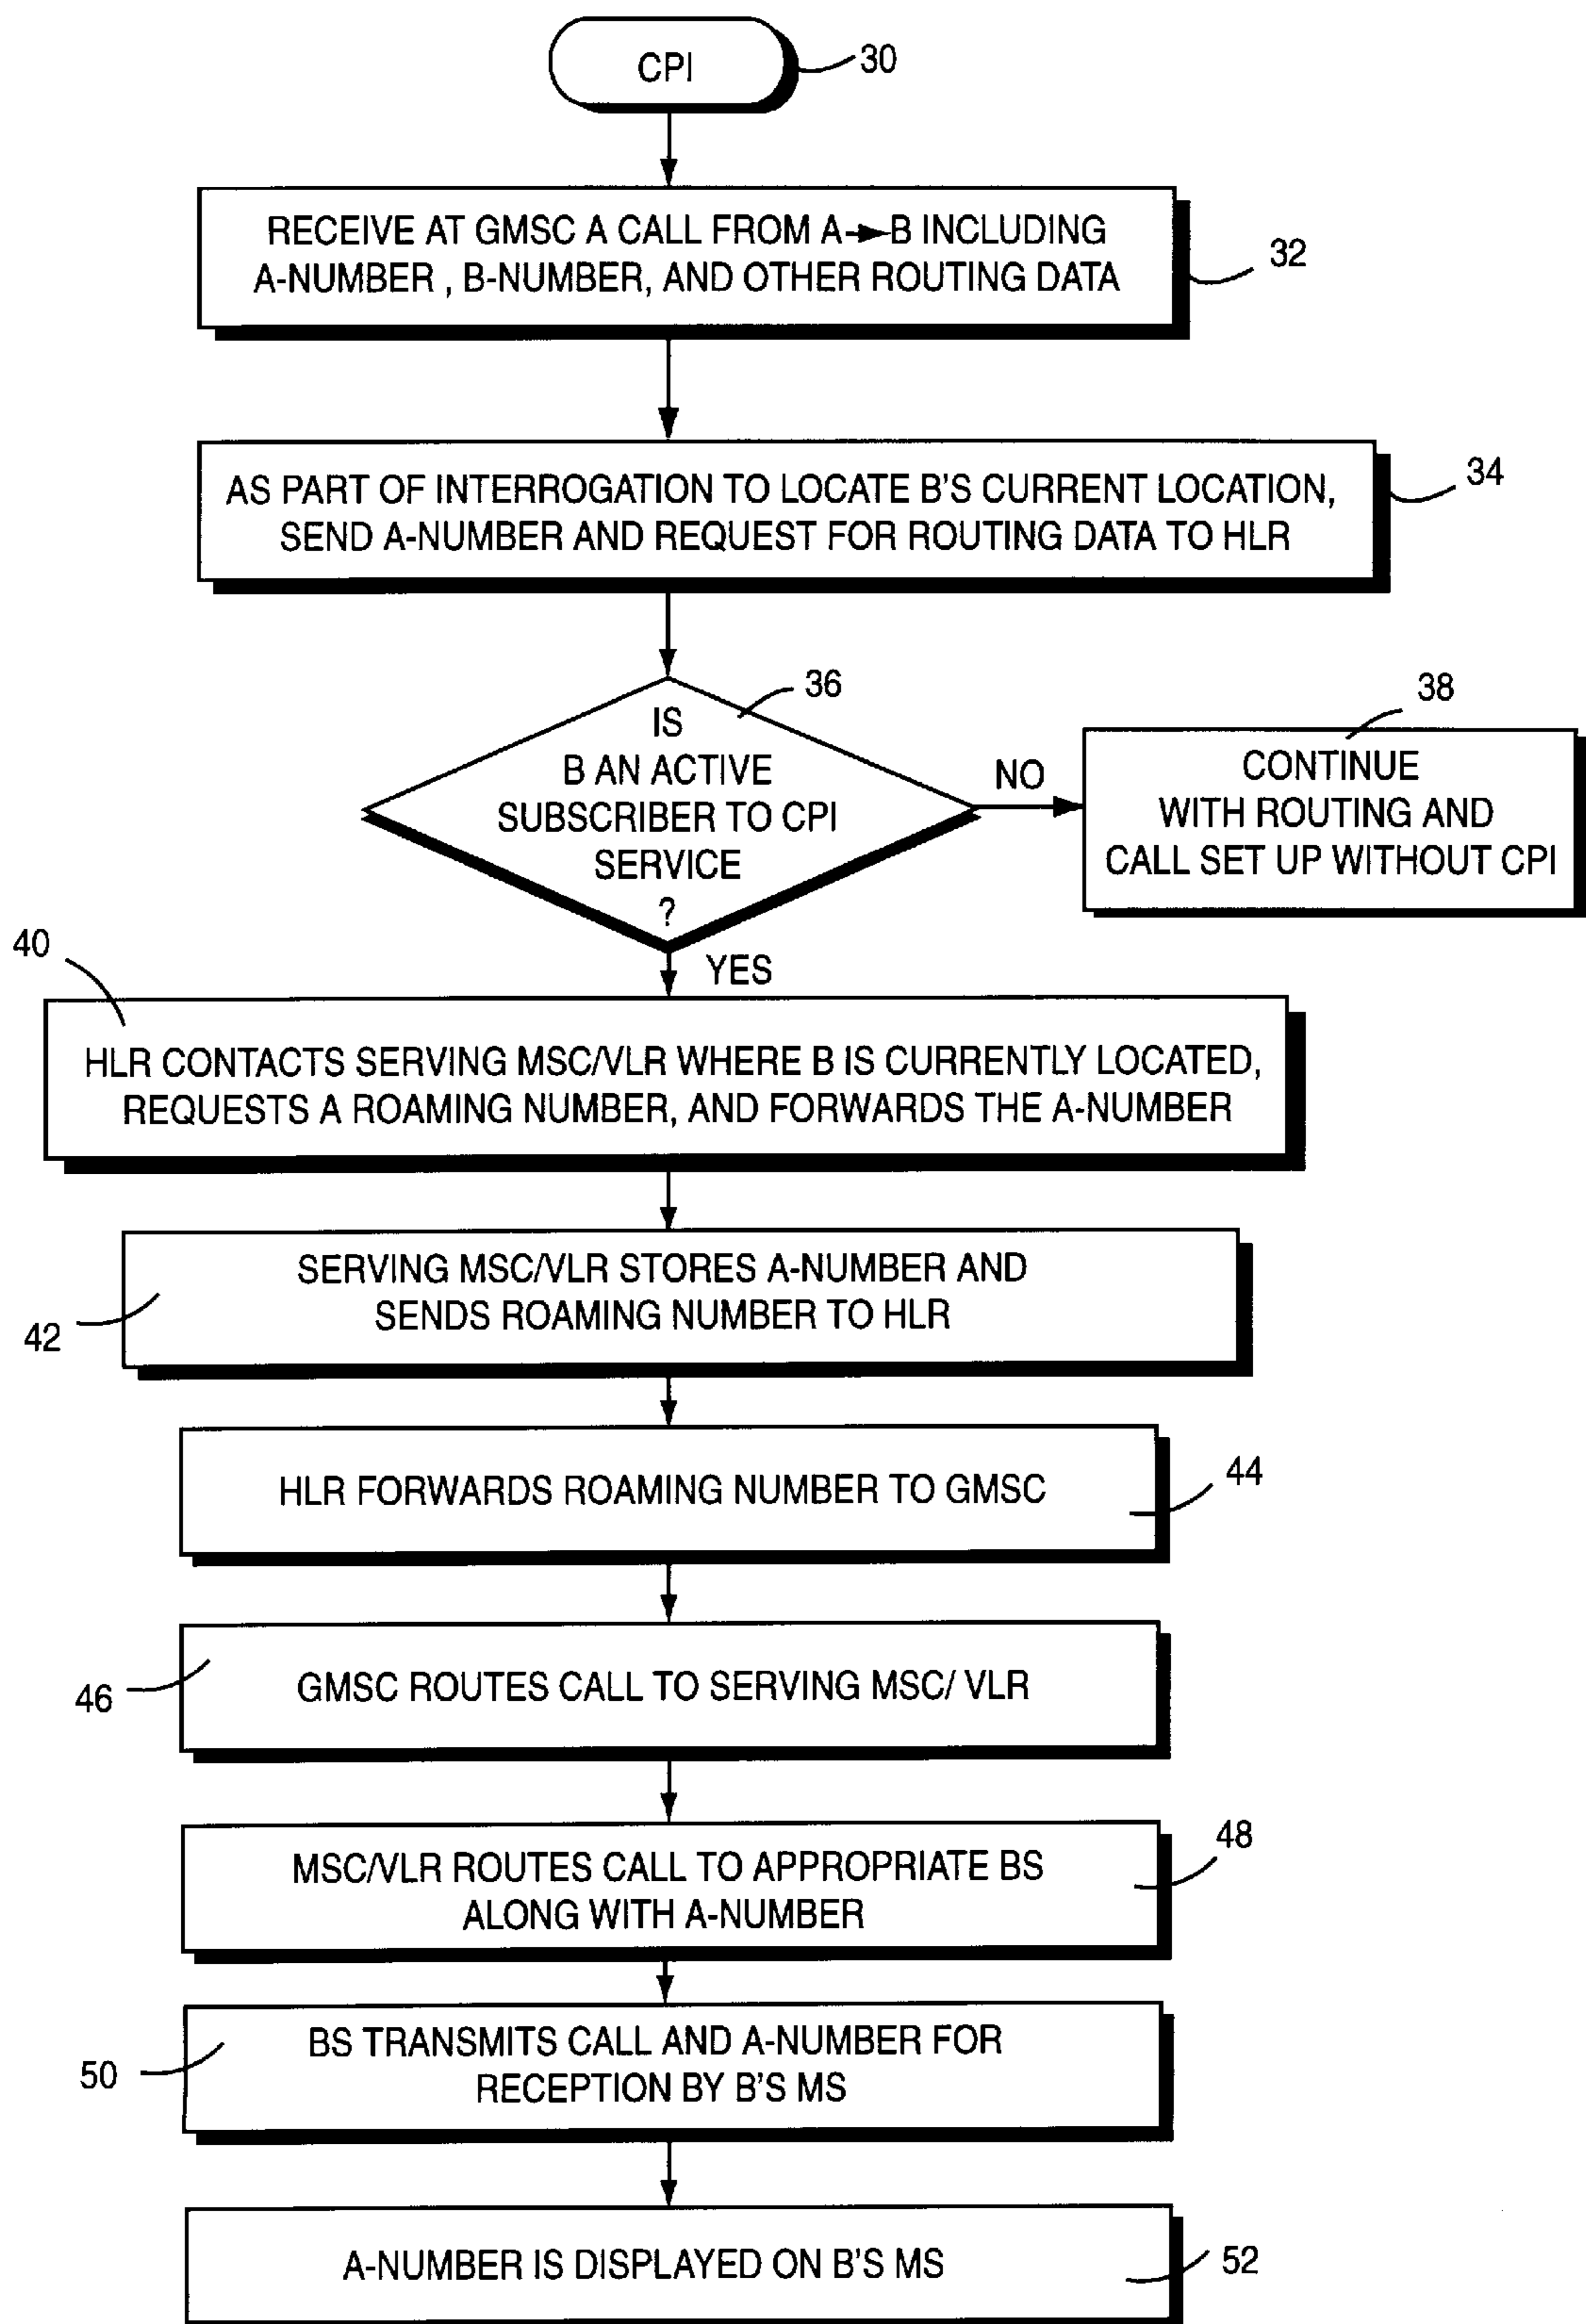 CPI
30
RECEIVE AT GMSC A CALL FROM A→B INCLUDING
A-NUMBER , B-NUMBER, AND OTHER ROUTING DATA
32
AS PART OF INTERROGATION TO LOCATE B'S CURRENT LOCATION,
SEND A-NUMBER AND REQUEST FOR ROUTING DATA TO HLR
34
36
IS
B AN ACTIVE
SUBSCRIBER TO CPI
SERVICE
?
NO
38
CONTINUE
WITH ROUTING AND
CALL SET UP WITHOUT CPI
YES
40
HLR CONTACTS SERVING MSC/VLR WHERE B IS CURRENTLY LOCATED,
REQUESTS A ROAMING NUMBER, AND FORWARDS THE A-NUMBER
SERVING MSC/VLR STORES A-NUMBER AND
SENDS ROAMING NUMBER TO HLR
42
HLR FORWARDS ROAMING NUMBER TO GMSC
44
GMSC ROUTES CALL TO SERVING MSC/ VLR
46
MSC/VLR ROUTES CALL TO APPROPRIATE BS
ALONG WITH A-NUMBER
48
BS TRANSMITS CALL AND A-NUMBER FOR
RECEPTION BY B'S MS
50
A-NUMBER IS DISPLAYED ON B'S MS
52